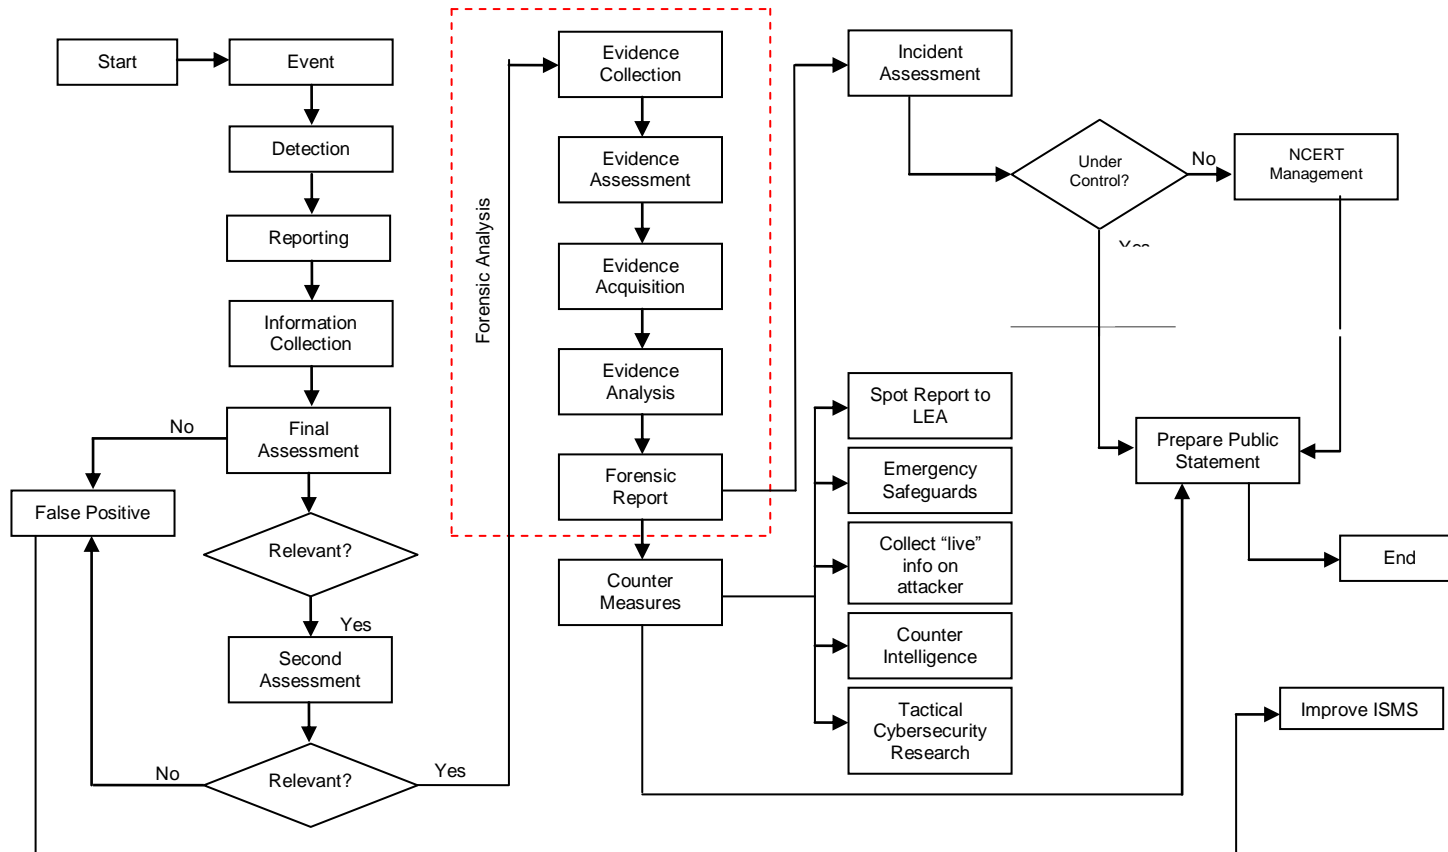 Start
Event
Detection
Reporting
Information
Collection
Final
Assessment
No
False Positive
Relevant?
Yes
Second
Assessment
Relevant?
No
Yes
Forensic Analysis
Evidence
Collection
Evidence
Assessment
Evidence
Acquisition
Evidence
Analysis
Forensic
Report
Counter
Measures
Incident
Assessment
Under
Control?
No
NCERT
Management
Yes
Spot Report to
LEA
Emergency
Safeguards
Collect “live”
info on
attacker
Counter
Intelligence
Tactical
Cybersecurity
Research
Prepare Public
Statement
End
Improve ISMS